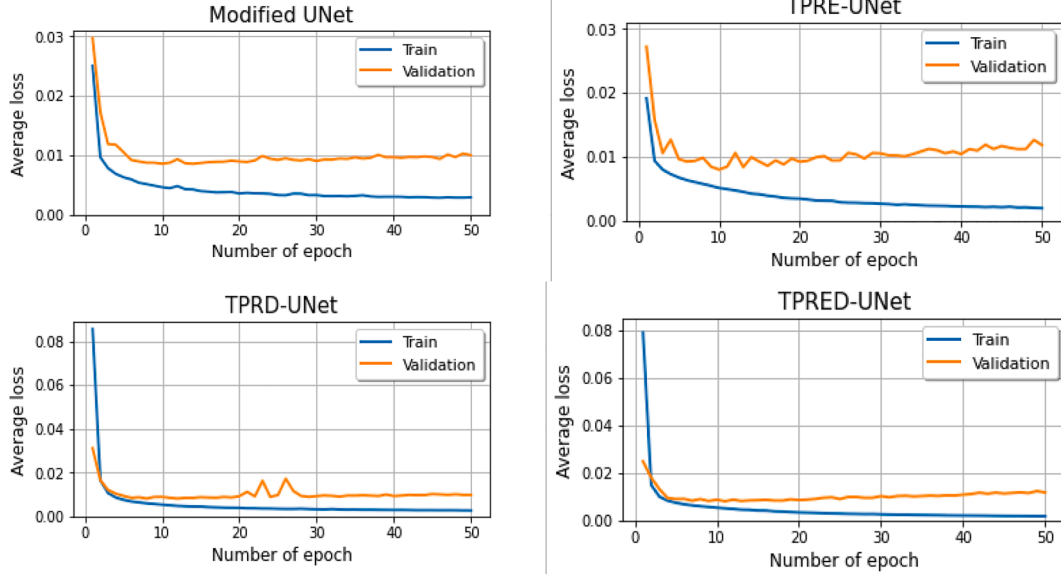 Modified UNet
0.03
0.02
0.01
0.00
Average loss
Train
Validation
0 10 20 30 40 50
Number of epoch
TPRE-UNet
0.03
0.02
0.01
0.00
Average loss
Train
Validation
0 10 20 30 40 50
Number of epoch
TPRD-UNet
0.08
0.06
0.04
0.02
0.00
Average loss
Train
Validation
0 10 20 30 40 50
Number of epoch
TPRED-UNet
0.08
0.06
0.04
0.02
0.00
Average loss
Train
Validation
0 10 20 30 40 50
Number of epoch